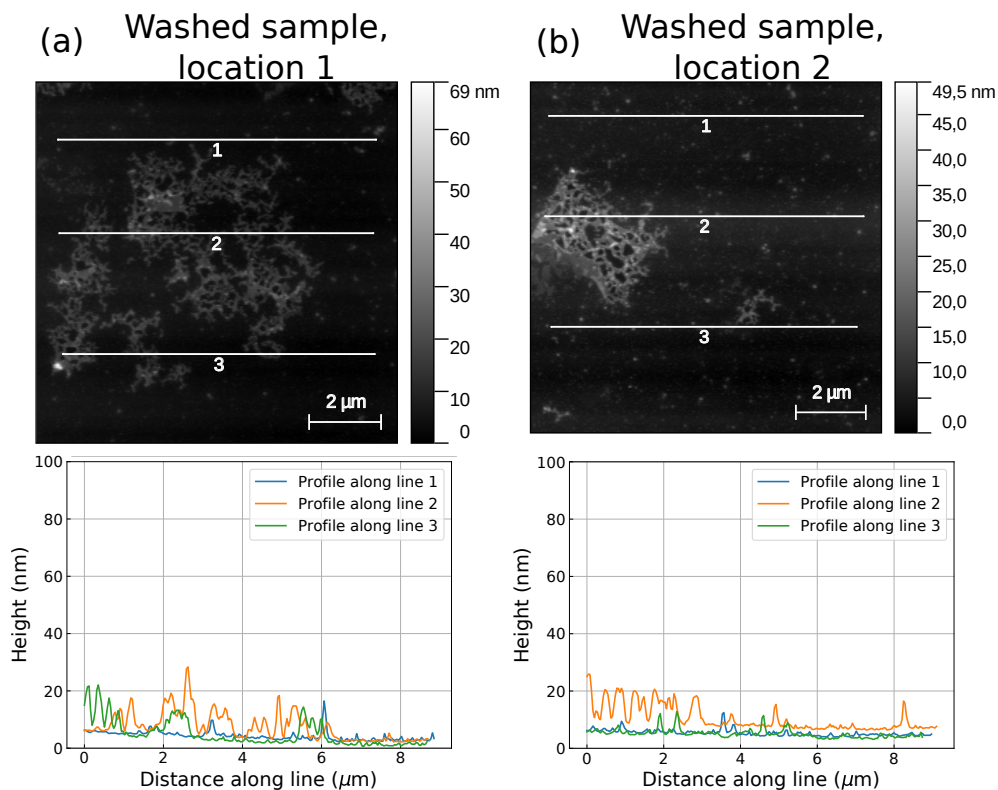 (a)
Washed sample,
location 1
69 nm
60
50
40
30
20
10
0
1
2
3
2 µm
(b)
Washed sample,
location 2
49,5 nm
45,0
40,0
35,0
30,0
25,0
20,0
15,0
10,0
0,0
1
2
3
2 µm
100
80
60
40
20
0
Height (nm)
0
2
4
6
8
Distance along line (µm)
Profile along line 1
Profile along line 2
Profile along line 3
100
80
60
40
20
0
Height (nm)
0
2
4
6
8
Distance along line (µm)
Profile along line 1
Profile along line 2
Profile along line 3